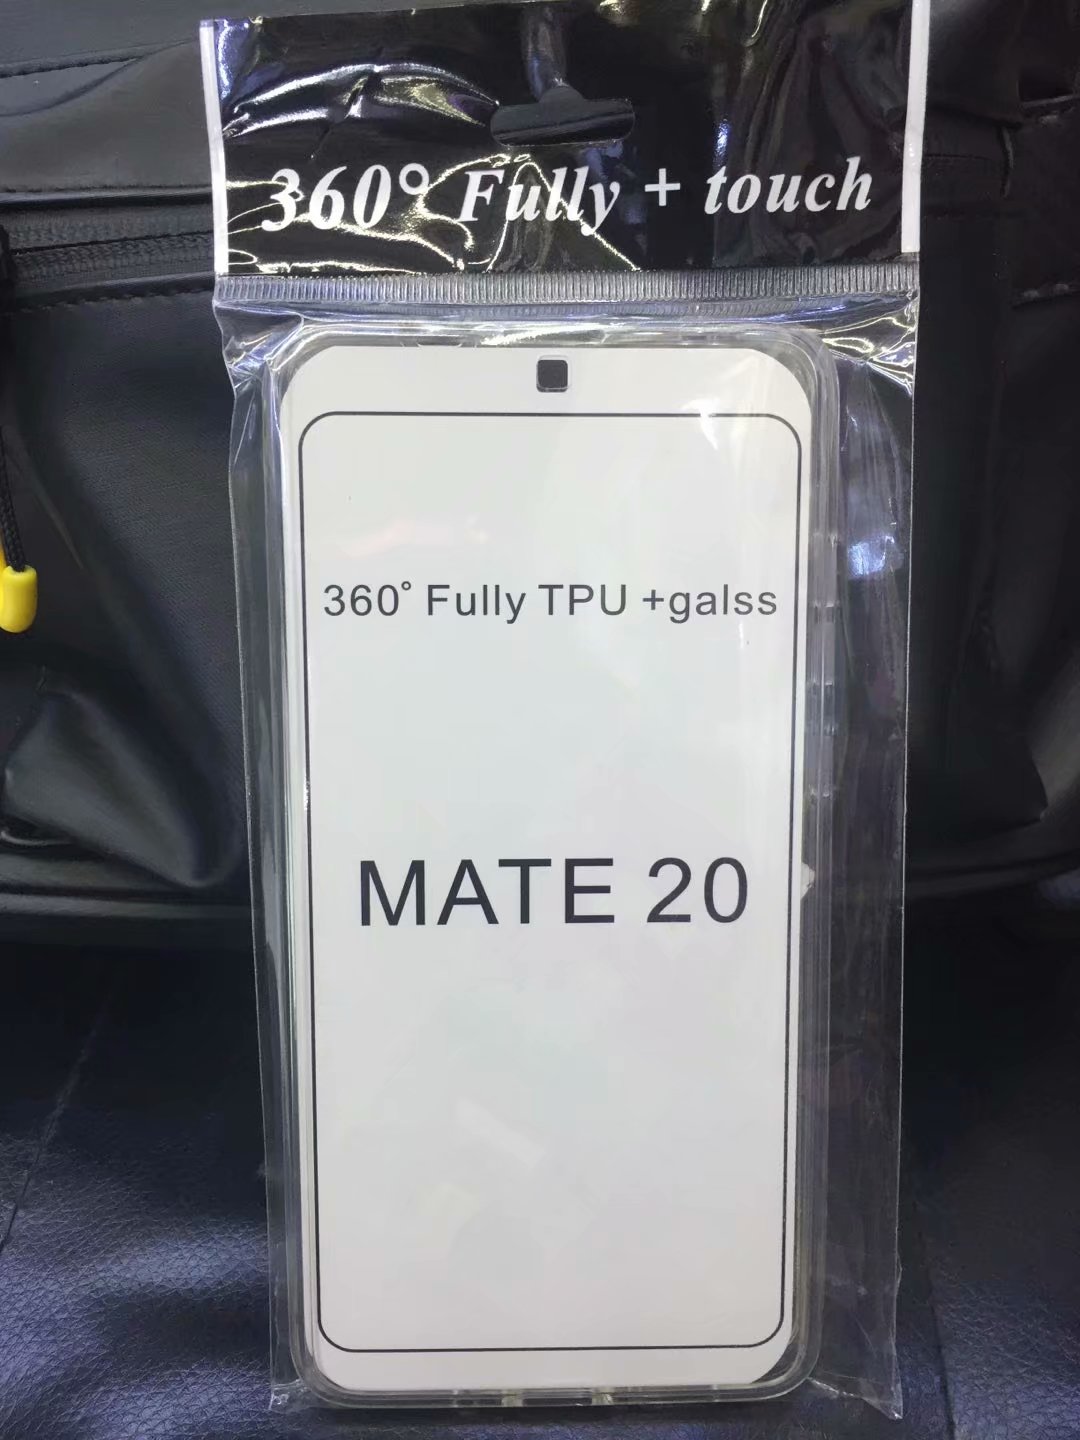 360° Fully + touch
360° Fully TPU +galss
MATE 20